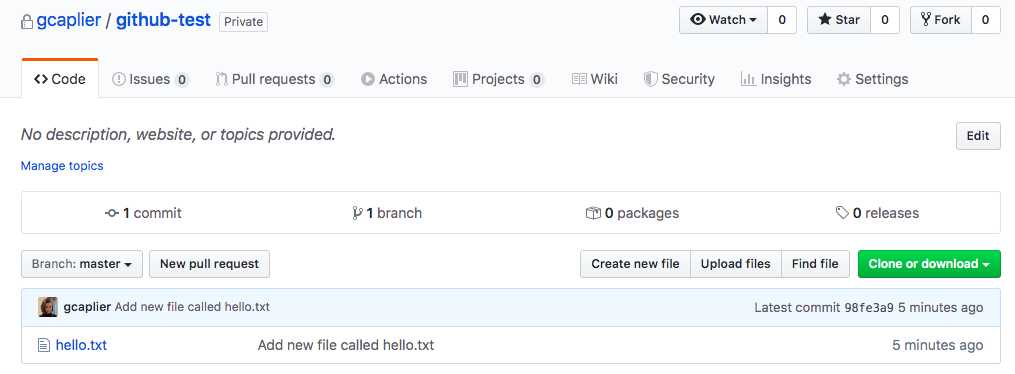 gcaplier / github-test Private Watch 0 Star 0 Fork 0
Code Issues 0 Pull requests 0 Actions Projects 0 Wiki Security Insights Settings
No description, website, or topics provided. Edit
Manage topics
1 commit 1 branch 0 packages 0 releases
Branch: master New pull request Create new file Upload files Find file Clone or download
gcaplier Add new file called hello.txt Latest commit 98fe3a9 5 minutes ago
hello.txt Add new file called hello.txt 5 minutes ago